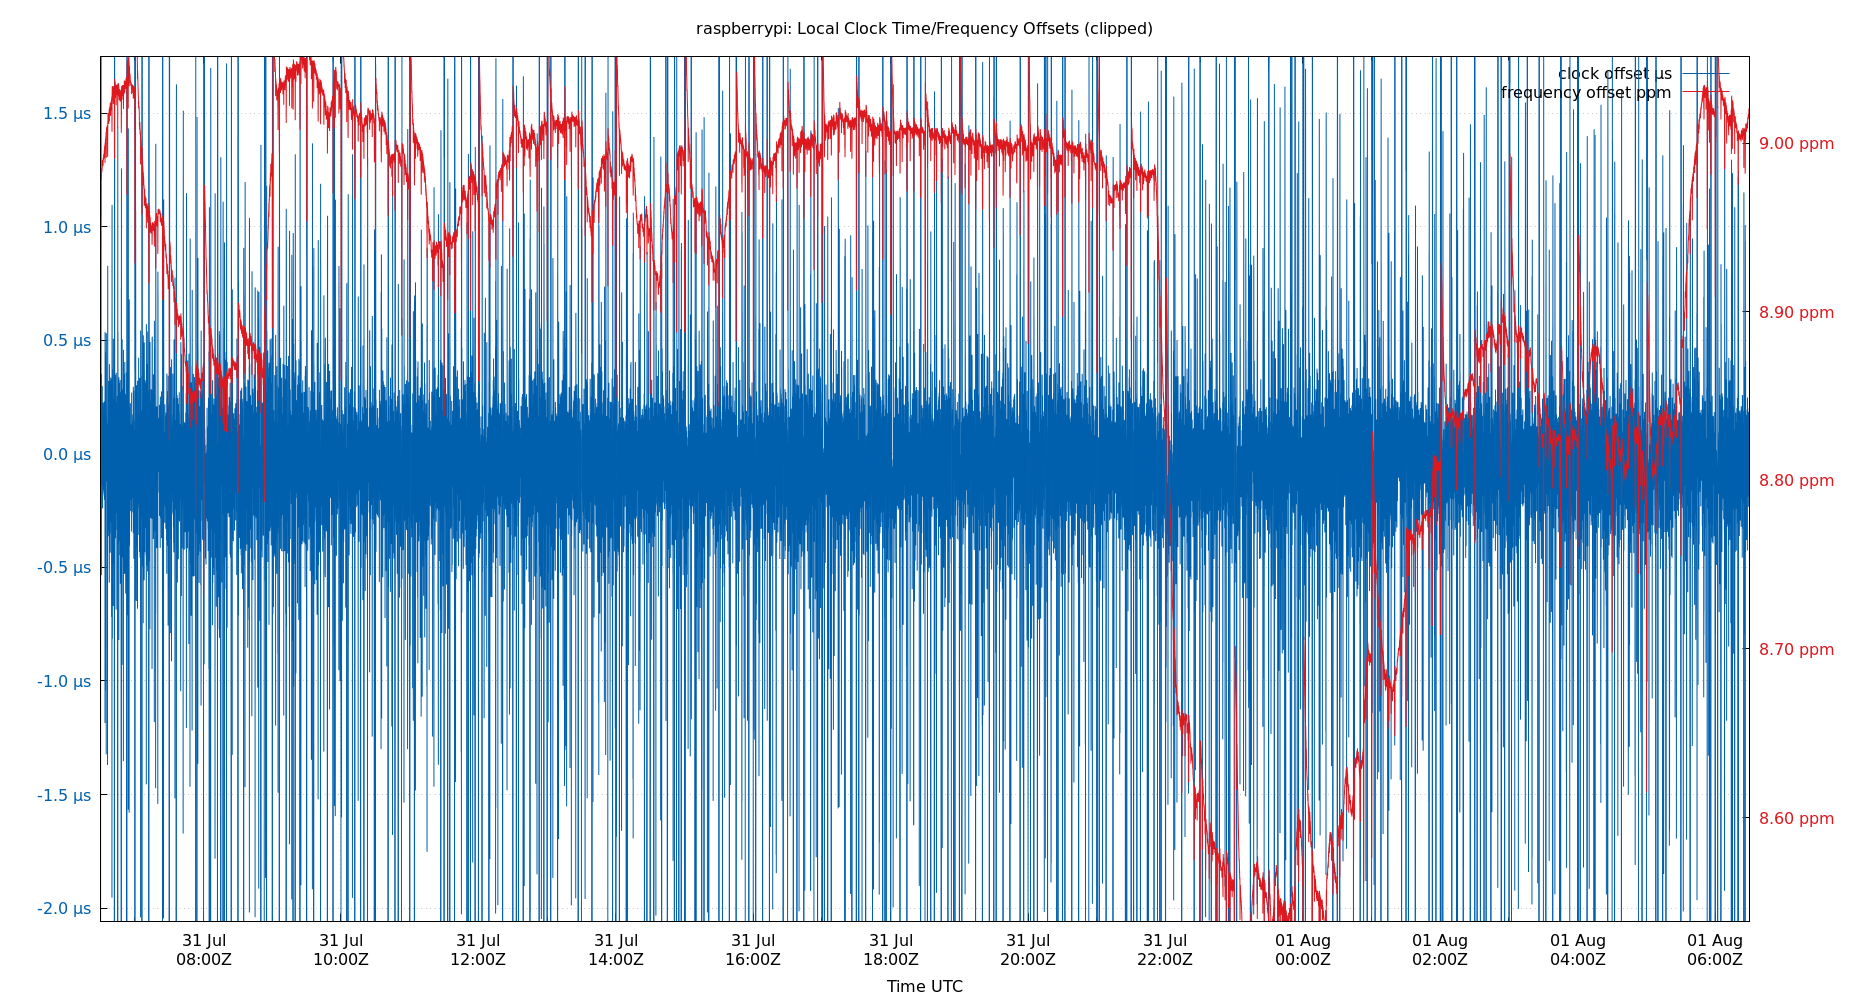 raspberrypi: Local Clock Time/Frequency Offsets (clipped)
clock offset µs
frequency offset ppm
1.5 µs
1.0 µs
0.5 µs
0.0 µs
-0.5 µs
-1.0 µs
-1.5 µs
-2.0 µs
9.00 ppm
8.90 ppm
8.80 ppm
8.70 ppm
8.60 ppm
31 Jul 31 Jul 31 Jul 31 Jul 31 Jul 31 Jul 31 Jul 31 Jul 01 Aug 01 Aug 01 Aug 01 Aug
08:00Z 10:00Z 12:00Z 14:00Z 16:00Z 18:00Z 20:00Z 22:00Z 00:00Z 02:00Z 04:00Z 06:00Z
Time UTC